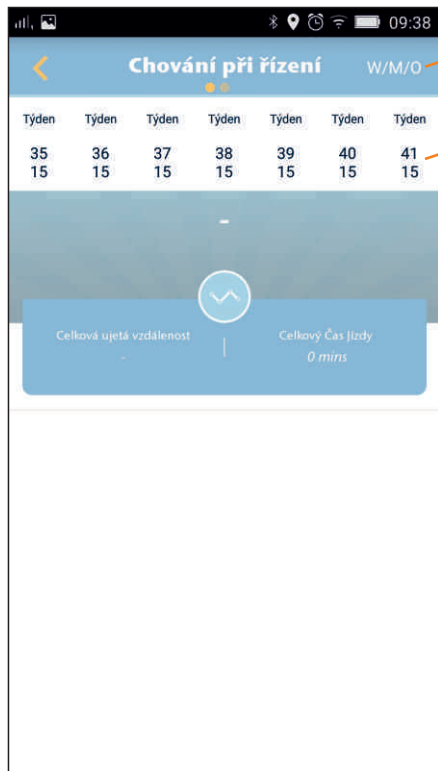 09:38
Chování při řízení W/M/O
Týden Týden Týden Týden Týden Týden Týden
35 36 37 38 39 40 41
15 15 15 15 15 15 15
-
Celková ujetá vzdálenost Celkový Čas Jízdy
- 0 mins